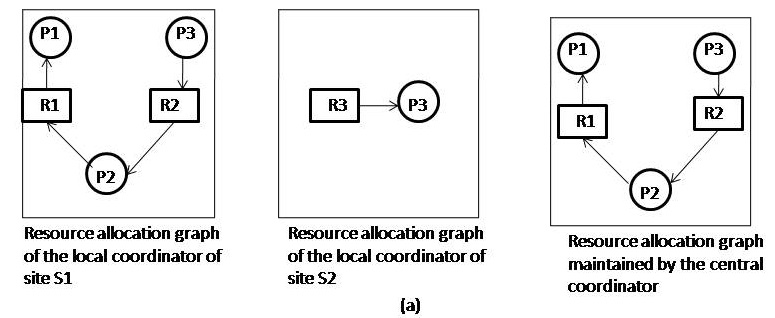 P1
P3
R1
R2
P2
Resource allocation graph
of the local coordinator of
site S1
R3
P3
Resource allocation graph
of the local coordinator of
site S2
P1
P3
R1
R2
P2
Resource allocation graph
maintained by the central
coordinator
(a)